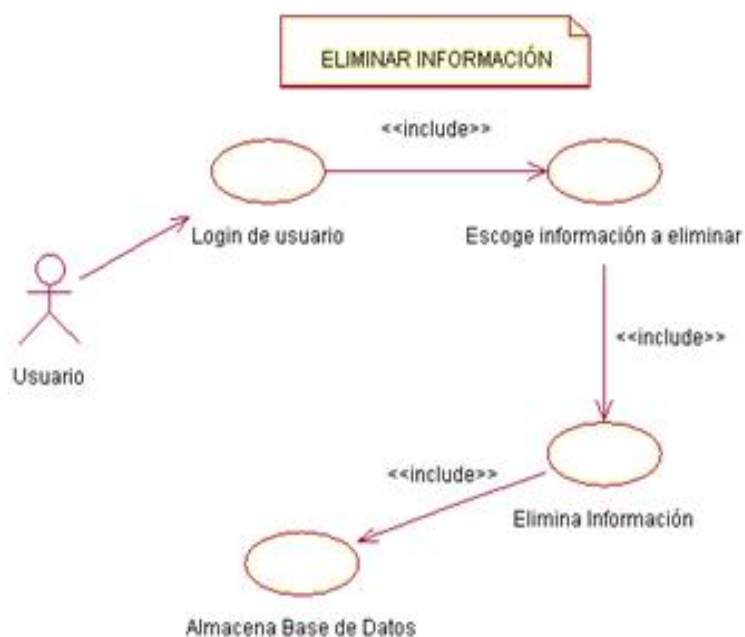 ELIMINAR INFORMACIÓN
<<include>>
Login de usuario
Escoge información a eliminar
<<include>>
Usuario
<<include>>
Elimina Información
Almacena Base de Datos